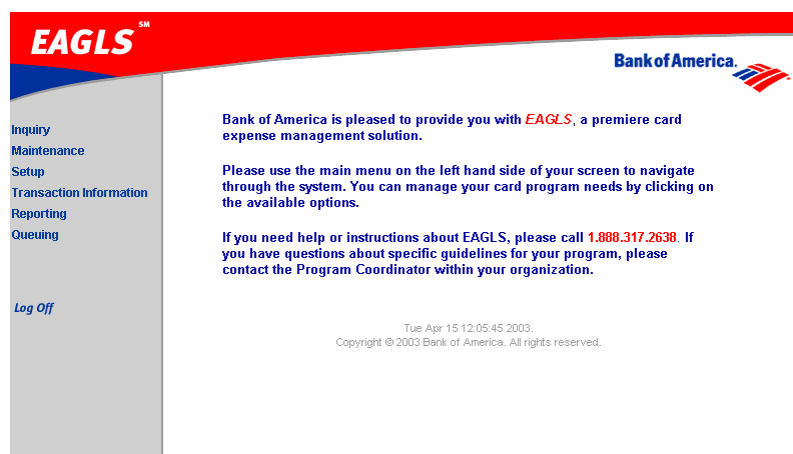 EAGLS SM
Bank of America.
Inquiry
Maintenance
Setup
Transaction Information
Reporting
Queuing
Log Off
Bank of America is pleased to provide you with EAGLS, a premiere card
expense management solution.
Please use the main menu on the left hand side of your screen to navigate
through the system. You can manage your card program needs by clicking on
the available options.
If you need help or instructions about EAGLS, please call 1.888.317.2638. If
you have questions about specific guidelines for your program, please
contact the Program Coordinator within your organization.
Tue Apr 15 12:05:45 2003.
Copyright © 2003 Bank of America. All rights reserved.